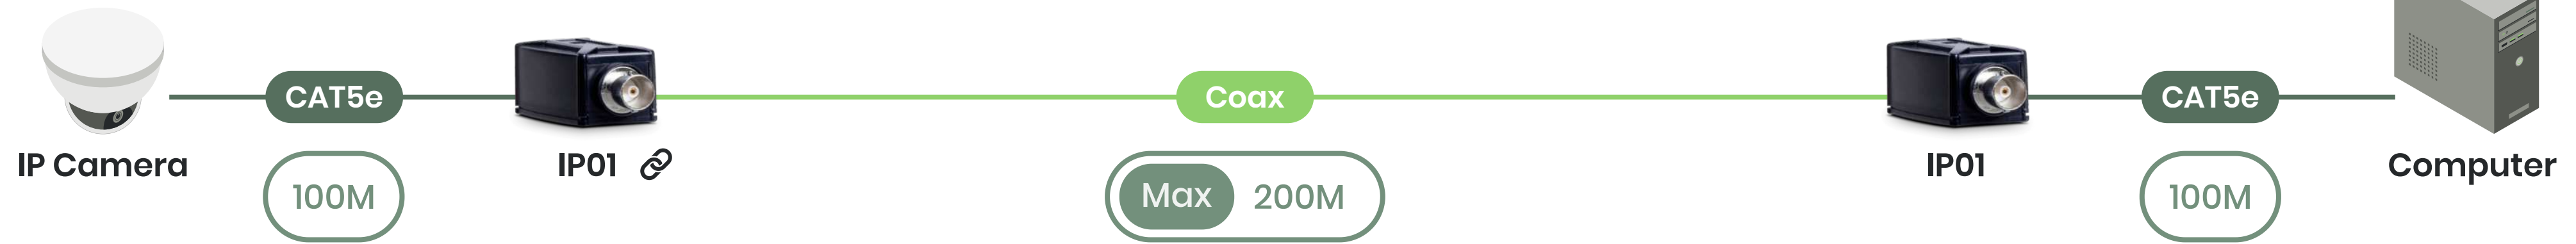 CAT5e
Coax
CAT5e
IP Camera
IP01
IP01
Computer
100M
Max 200M
100M